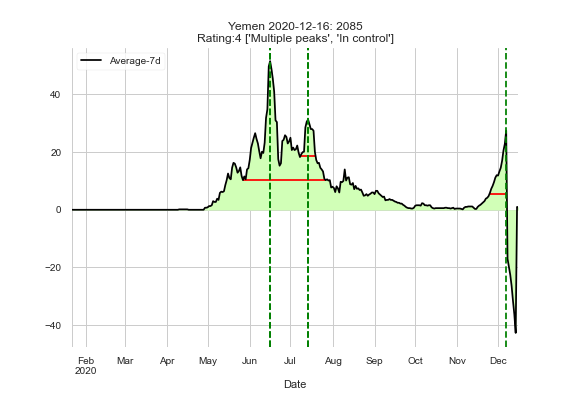 Yemen 2020-12-16: 2085
Rating:4 ['Multiple peaks', 'In control']
Average-7d
40
20
0
−20
−40
Feb
2020
Mar
Apr
May
Jun
Jul
Aug
Sep
Oct
Nov
Dec
Date